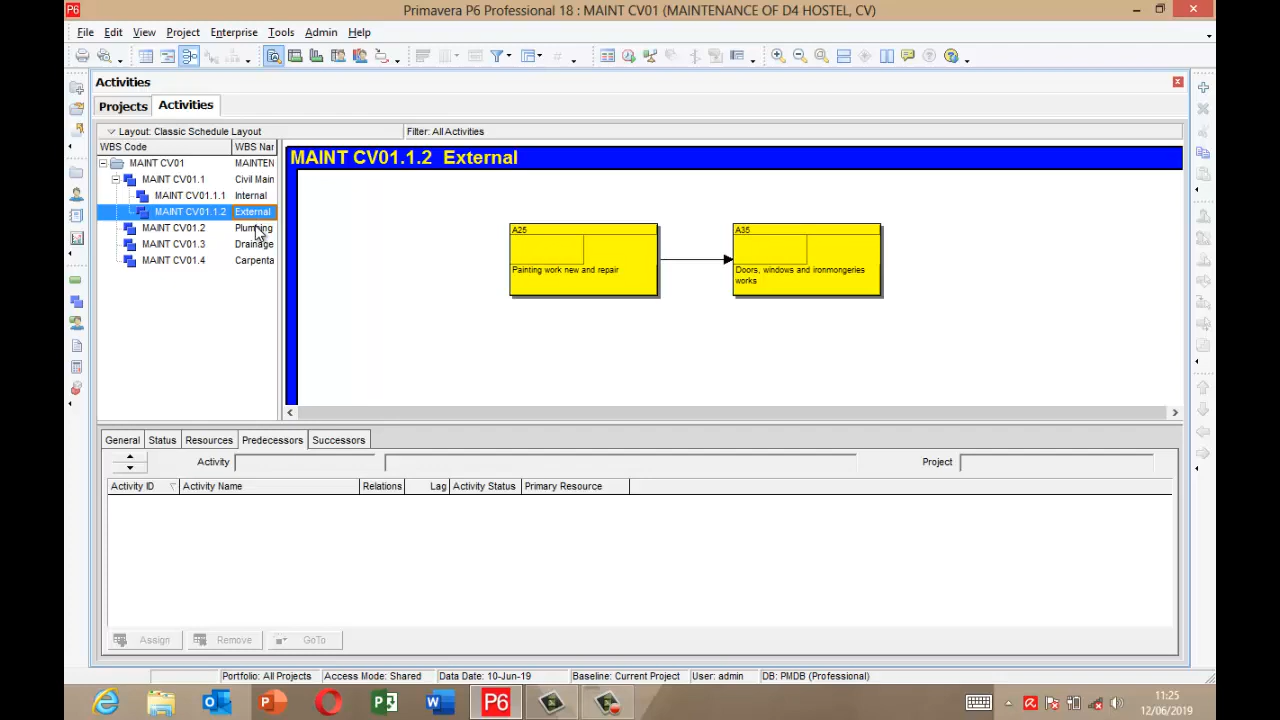 Primavera P6 Professional 18 : MAINT CV01 (MAINTENANCE OF D4 HOSTEL, CV)
File Edit View Project Enterprise Tools Admin Help
Activities
Projects Activities
Layout: Classic Schedule Layout Filter: All Activities
WBS Code WBS Nar
MAINT CV01 MAINTEN
MAINT CV01.1 Civil Main
MAINT CV01.1.1 Internal
MAINT CV01.1.2 External
MAINT CV01.2 Plumbing
MAINT CV01.3 Drainage
MAINT CV01.4 Carpenta
MAINT CV01.1.2 External
A25
Painting work new and repair
A35
Doors, windows and ironmongeries
works
General Status Resources Predecessors Successors
Activity Project
Activity ID Activity Name Relations Lag Activity Status Primary Resource
Assign Remove GoTo
Portfolio: All Projects Access Mode: Shared Data Date: 10-Jun-19 Baseline: Current Project User: admin DB: PMDB (Professional)
11:25
12/06/2019